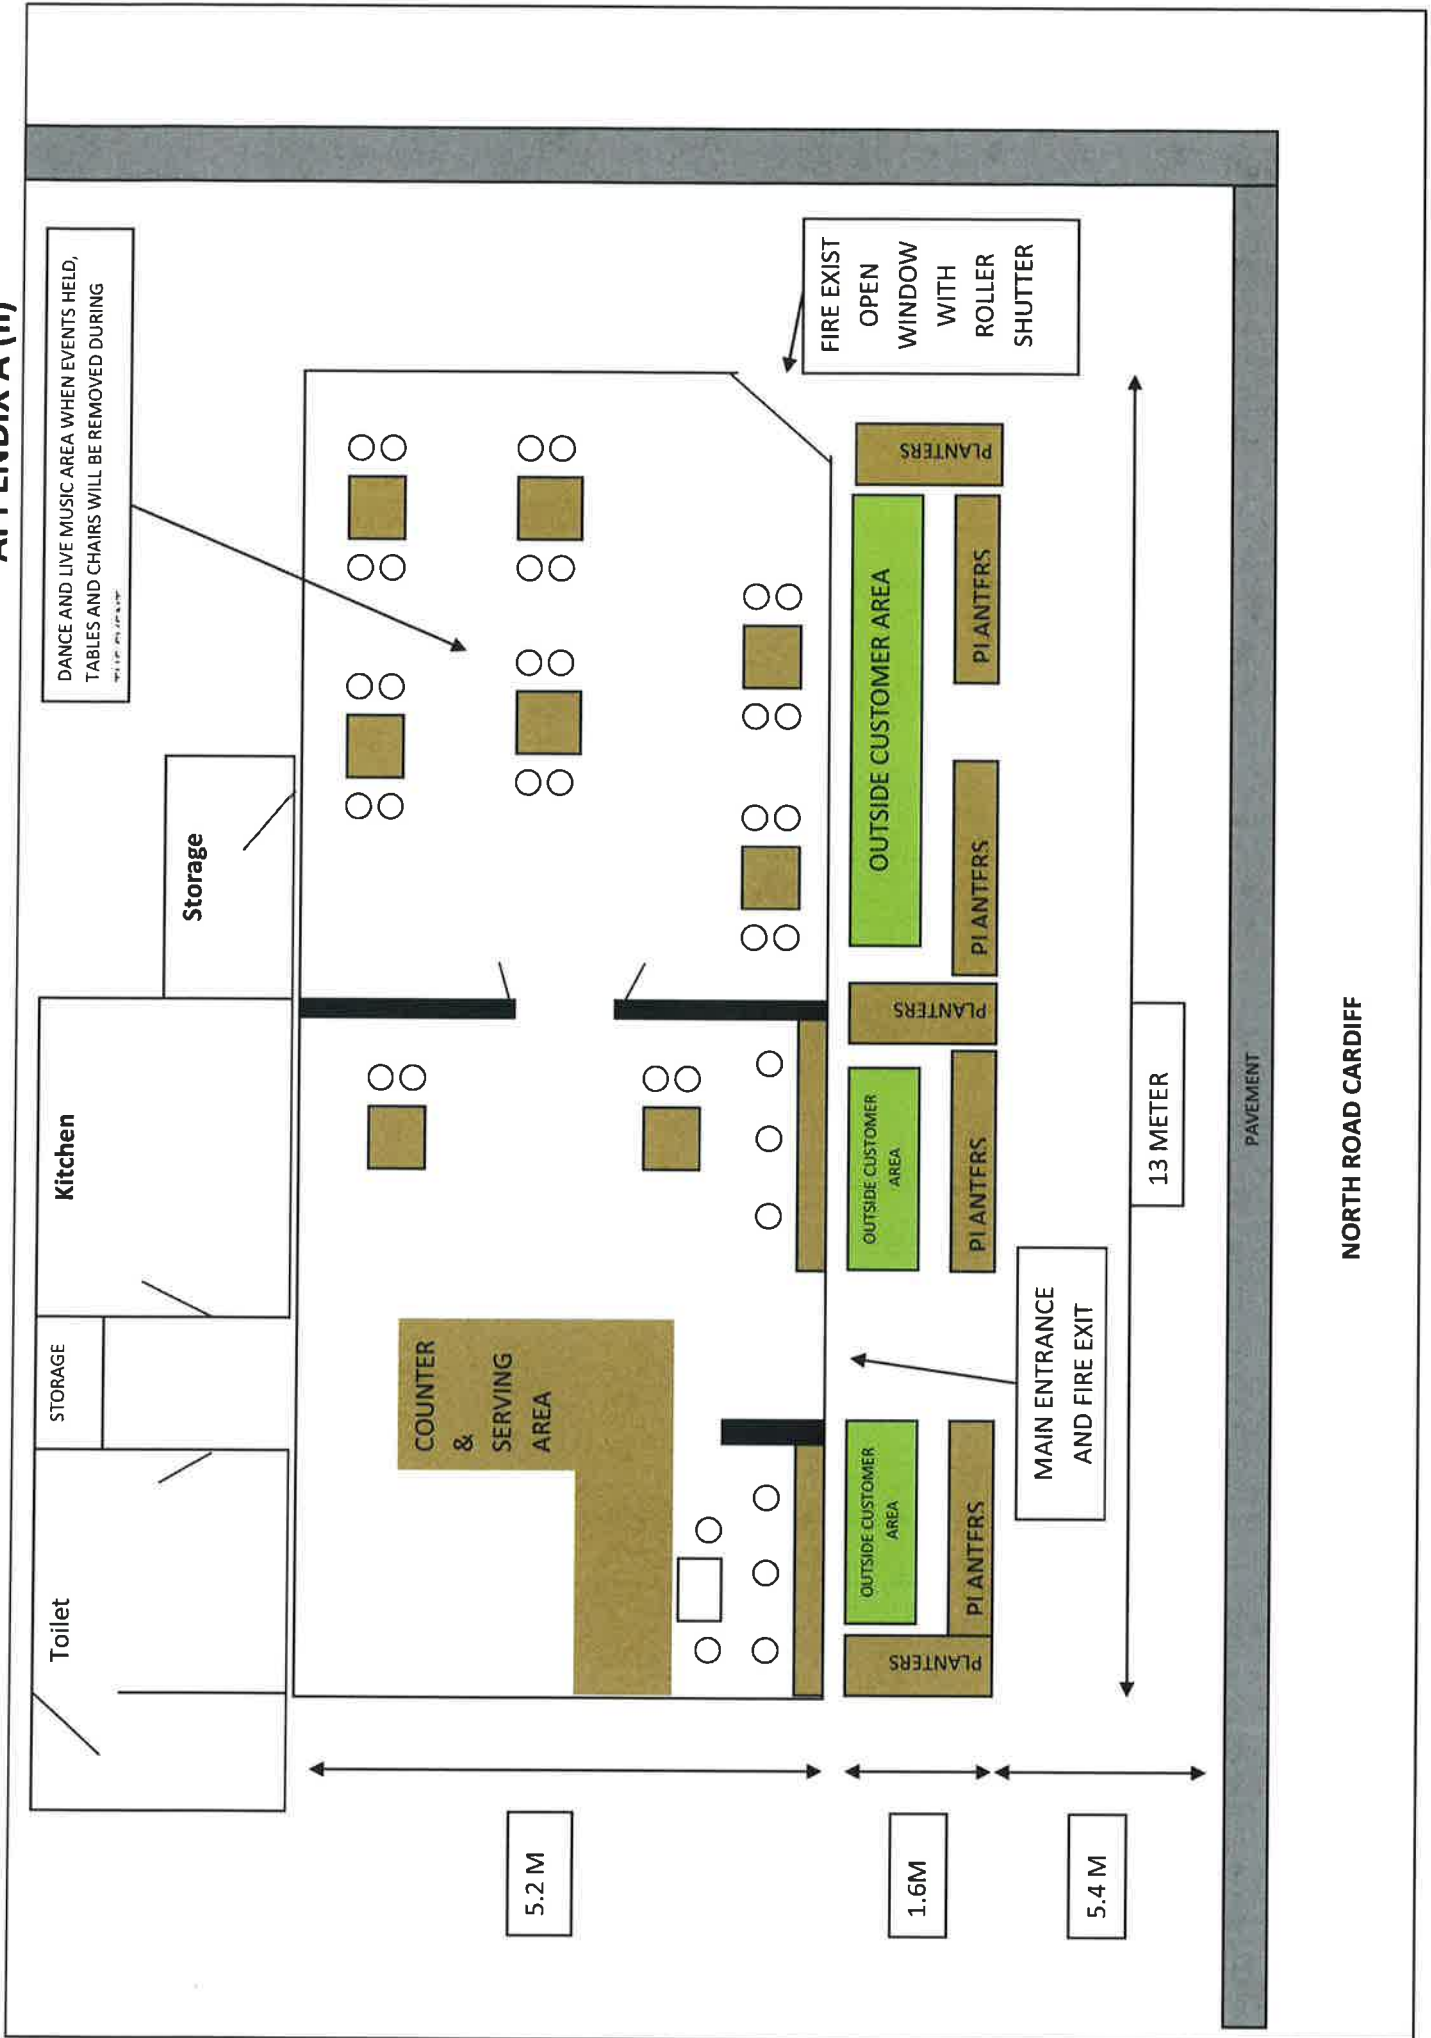 APPENDIX A (II)
Toilet
STORAGE
Kitchen
Storage
DANCE AND LIVE MUSIC AREA WHEN EVENTS HELD,
TABLES AND CHAIRS WILL BE REMOVED DURING
COUNTER
&
SERVING
AREA
5.2 M
FIRE EXIST
OPEN
WINDOW
WITH
ROLLER
SHUTTER
OUTSIDE CUSTOMER
AREA
OUTSIDE CUSTOMER
AREA
OUTSIDE CUSTOMER AREA
1.6M
PLANTERS
PLANTERS
PLANTERS
PLANTERS
PLANTERS
PLANTERS
PLANTERS
MAIN ENTRANCE
AND FIRE EXIT
5.4 M
13 METER
PAVEMENT
NORTH ROAD CARDIFF